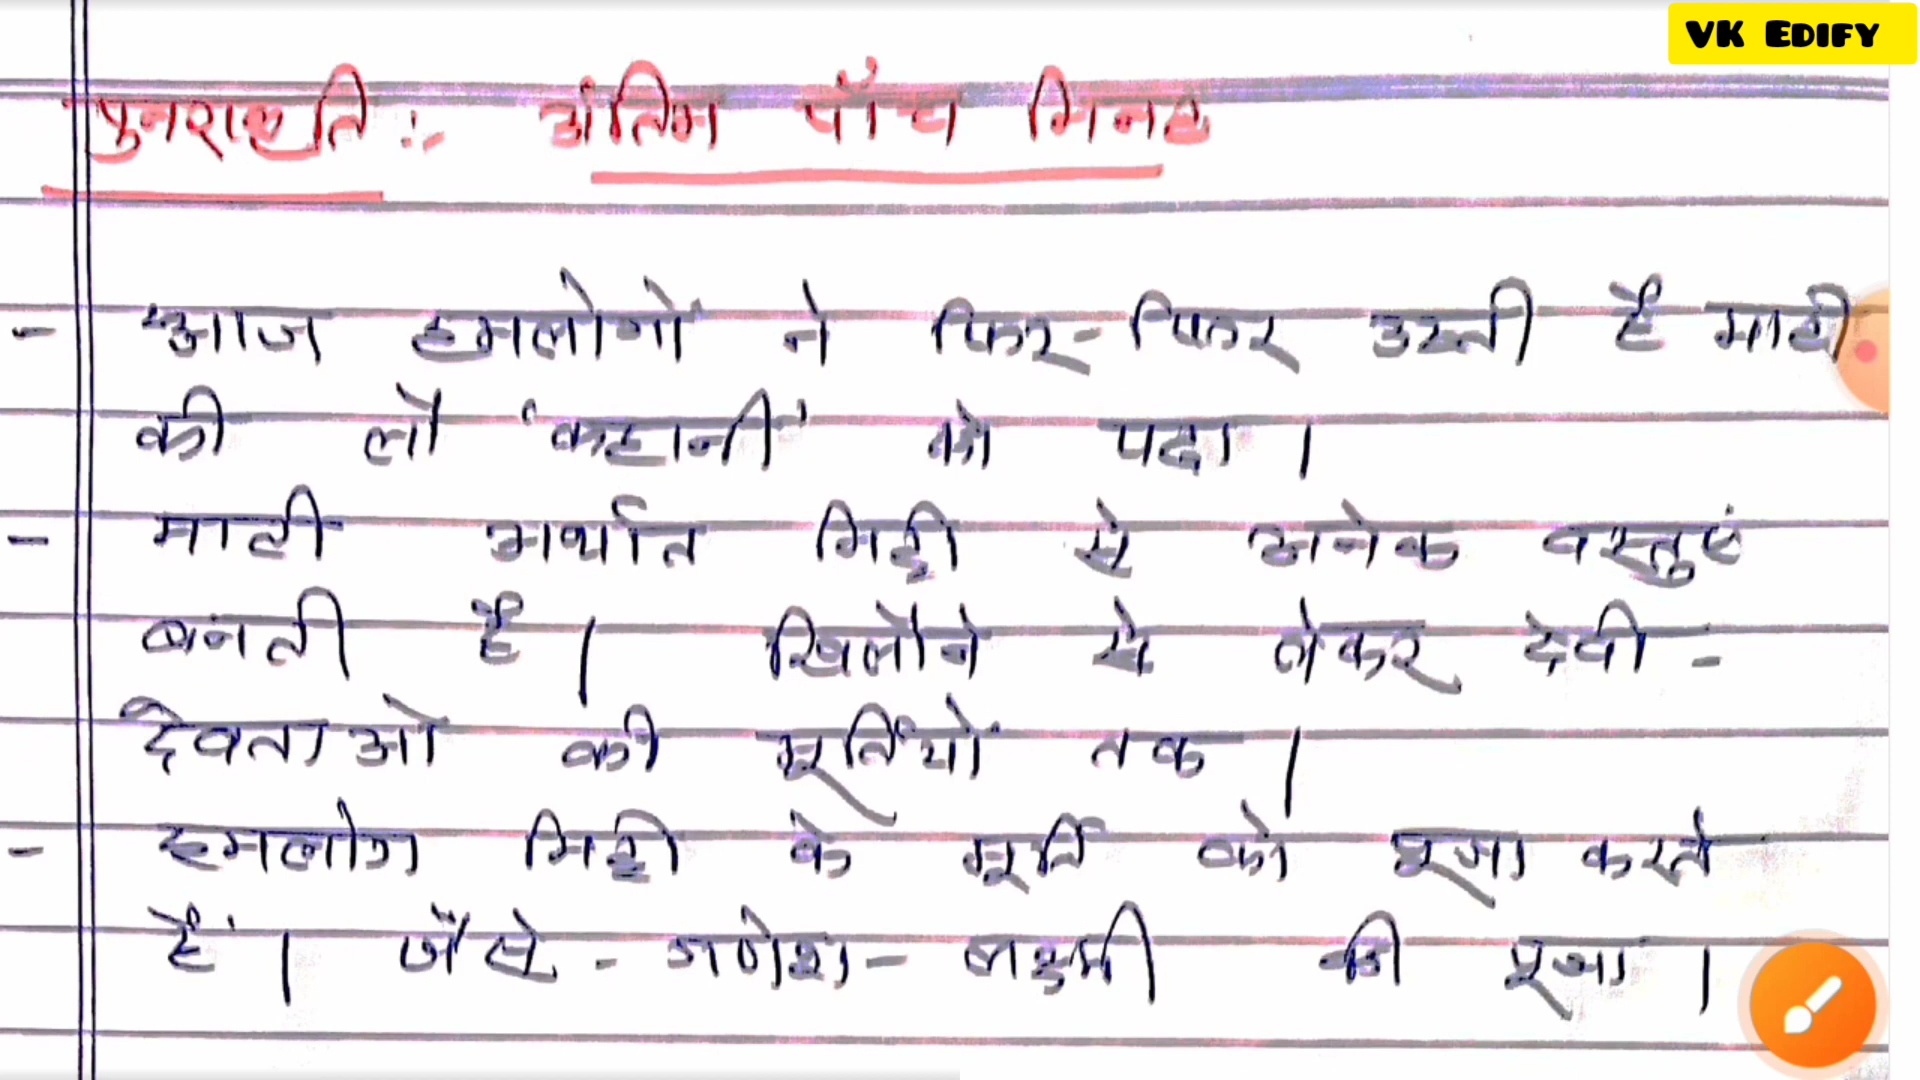 VK EDIFY
पुनरावृति :- अंतिम पाँच मिनट
- आज हमलोगों ने फिर-फिर उठती है माटी
की लौ 'कहानी' को पढा ।
- माटी अर्थात मिट्टी से अनेक वस्तुएं
बनती है । खिलौने से लेकर देवी -
देवताओ की मूर्तियों तक ।
- हमलोग मिट्टी के मूर्ति को पूजा करते
हैं । जैसे - गणेश - लक्ष्मी की पूजा ।